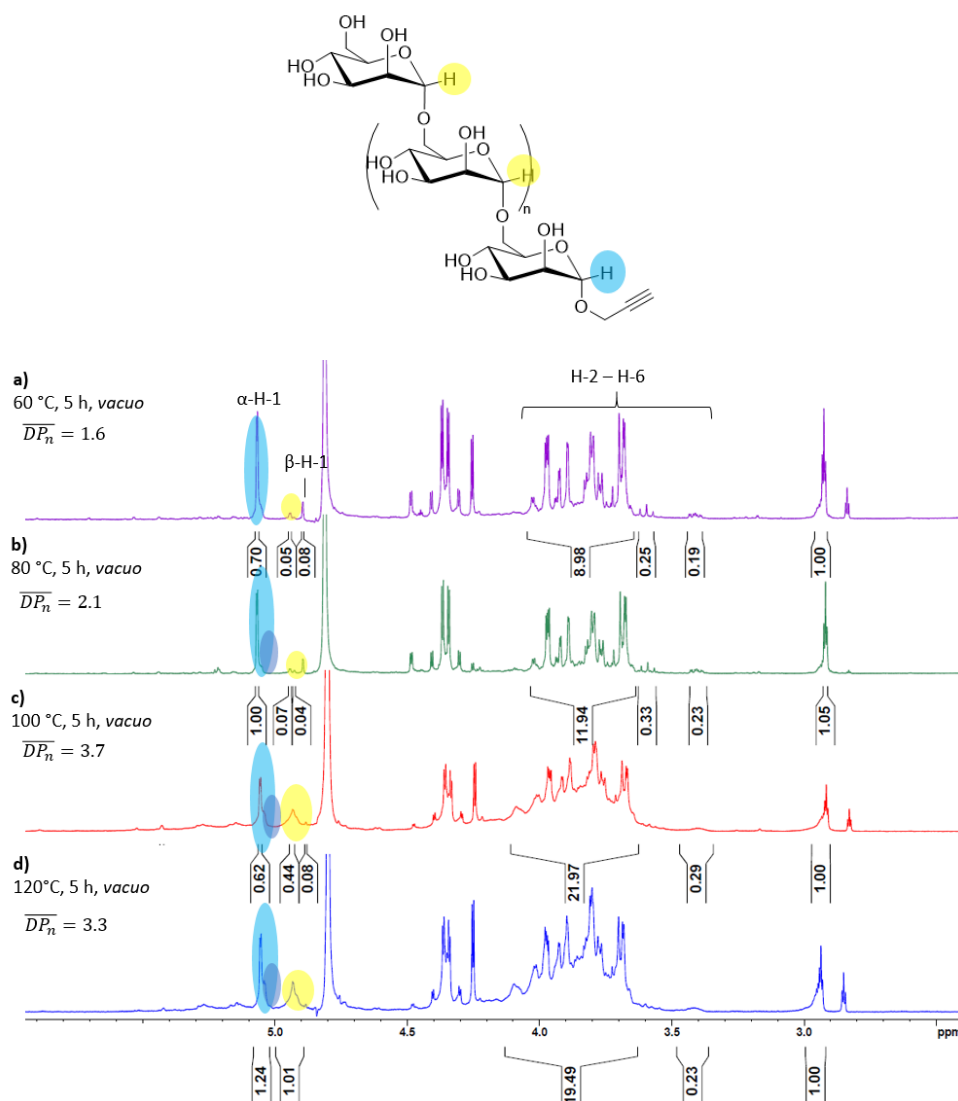 OH
OH
OH
O
HO
HO
H
O
OH
O
HO
HO
H
n
O
OH
O
HO
HO
H
O
a)
60 °C, 5 h, vacuo
DPn = 1.6
α-H-1
β-H-1
H-2 – H-6
0.70 0.05 0.08 8.98 0.25 0.19 1.00
b)
80 °C, 5 h, vacuo
DPn = 2.1
1.00 0.07 0.04 11.94 0.33 0.23 1.05
c)
100 °C, 5 h, vacuo
DPn = 3.7
0.62 0.44 0.08 21.97 0.29 1.00
d)
120°C, 5 h, vacuo
DPn = 3.3
5.0 4.5 4.0 3.5 3.0 ppm
1.24 1.01 19.49 0.23 1.00